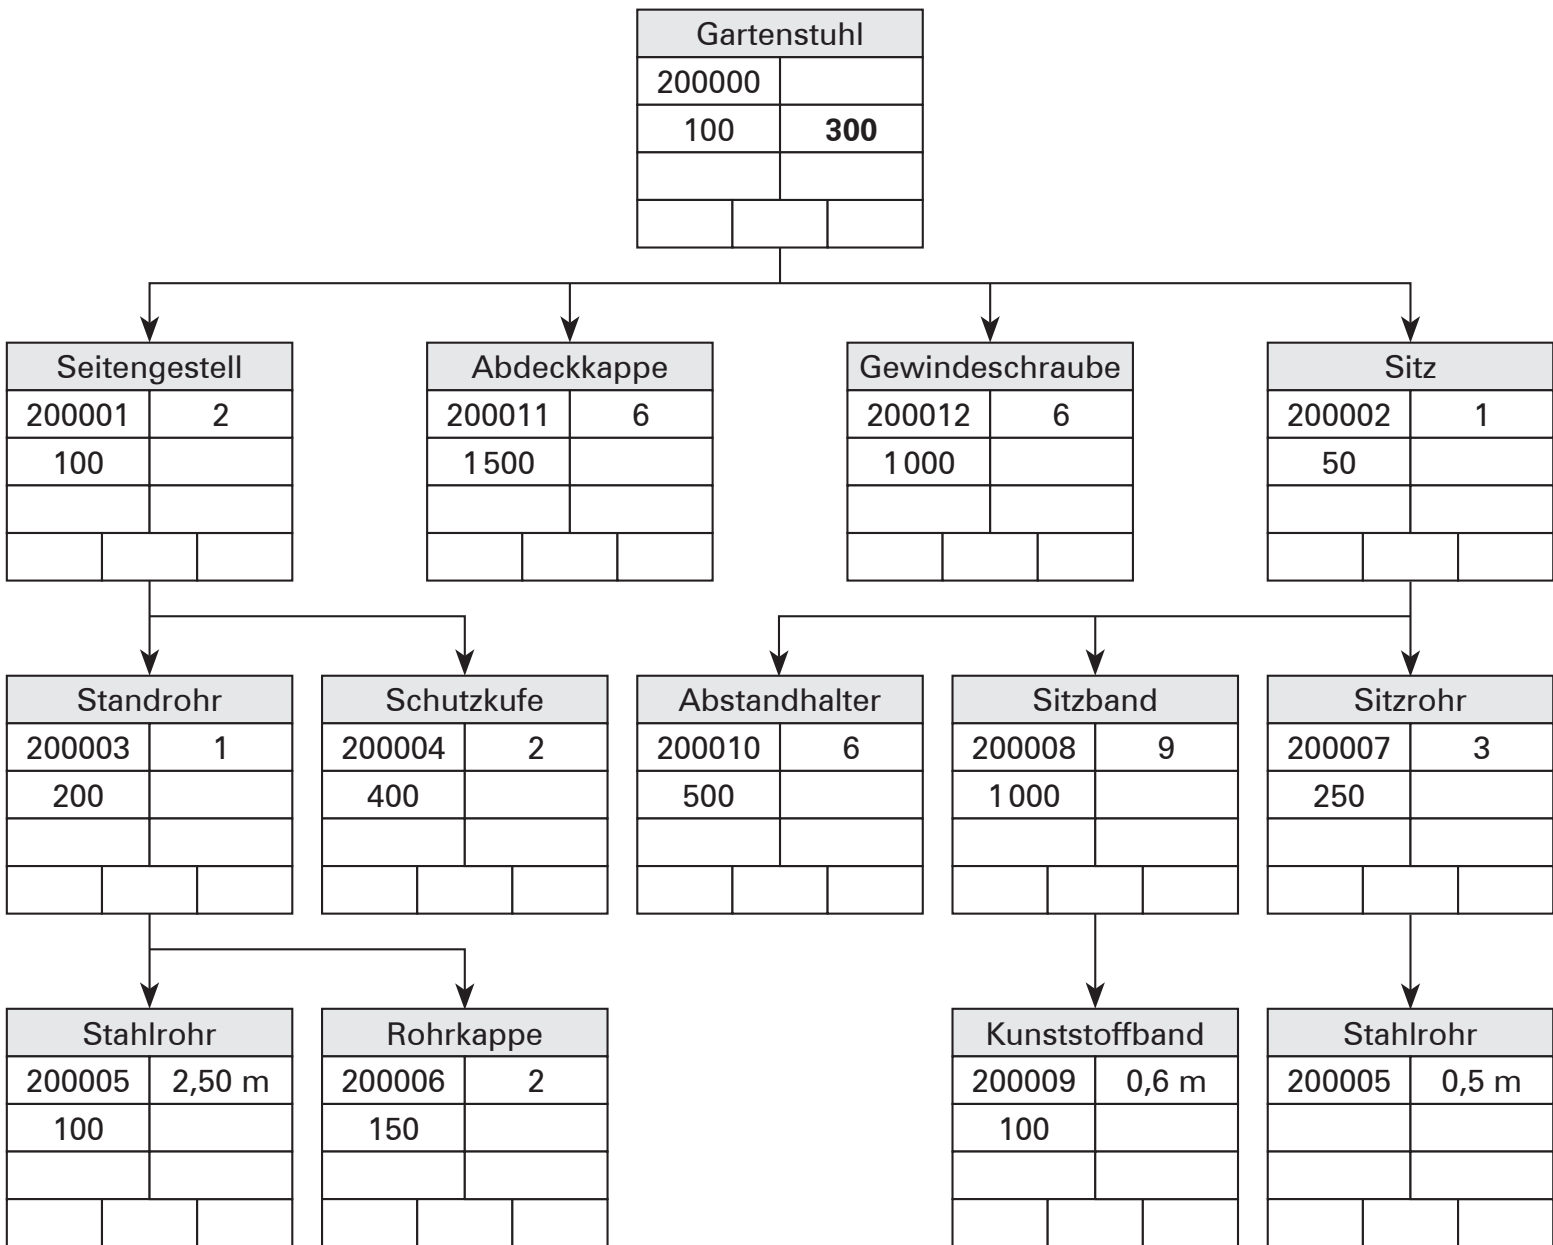 Gartenstuhl
200000
100 300
Seitengestell Abdeckkappe Gewindeschraube Sitz
200001 2 200011 6 200012 6 200002 1
100 1500 1000 50
Standrohr Schutzkufe Abstandhalter Sitzband Sitzrohr
200003 1 200004 2 200010 6 200008 9 200007 3
200 400 500 1000 250
Stahlrohr Rohrkappe Kunststoffband Stahlrohr
200005 2,50 m 200006 2 200009 0,6 m 200005 0,5 m
100 150 100